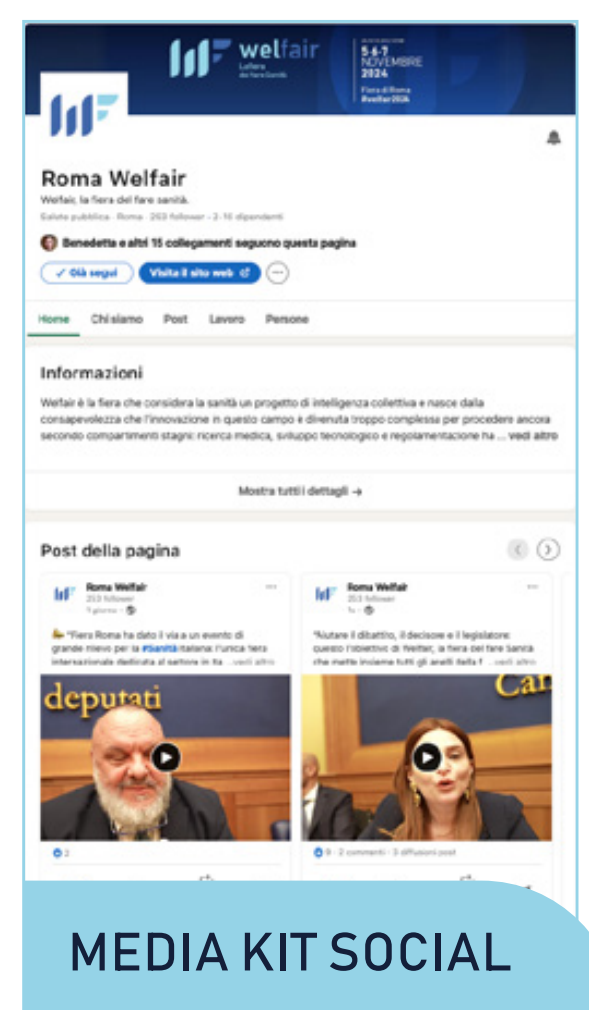 welfair
La fiera
del fare Sanità
5·6·7
NOVEMBRE
2024
Fiera di Roma
#welfair2024
Roma Welfair
Welfair, la fiera del fare sanità.
Salute pubblica · Roma · 253 follower · 2-10 dipendenti
Benedetta e altri 15 collegamenti seguono questa pagina
Già segui
Visita il sito web
Home Chi siamo Post Lavoro Persone
Informazioni
Welfair è la fiera che considera la sanità un progetto di intelligenza collettiva e nasce dalla
consapevolezza che l'innovazione in questo campo è divenuta troppo complessa per procedere ancora
secondo compartimenti stagni: ricerca medica, sviluppo tecnologico e regolamentazione ha ... vedi altro
Mostra tutti i dettagli →
Post della pagina
Roma Welfair
253 follower
1 giorno
"Fiera Roma ha dato il via a un evento di
grande rilievo per la #Sanità italiana: l'unica fiera
internazionale dedicata al settore in Ita ...vedi altro
deputati
2
Roma Welfair
253 follower
"Aiutare il dibattito, il decisore e il legislatore:
questo l'obiettivo di Welfair, la fiera del fare Sanità
che mette insieme tutti gli anelli della f ...vedi altro
Cam
9 · 2 commenti · 3 diffusioni post
MEDIA KIT SOCIAL